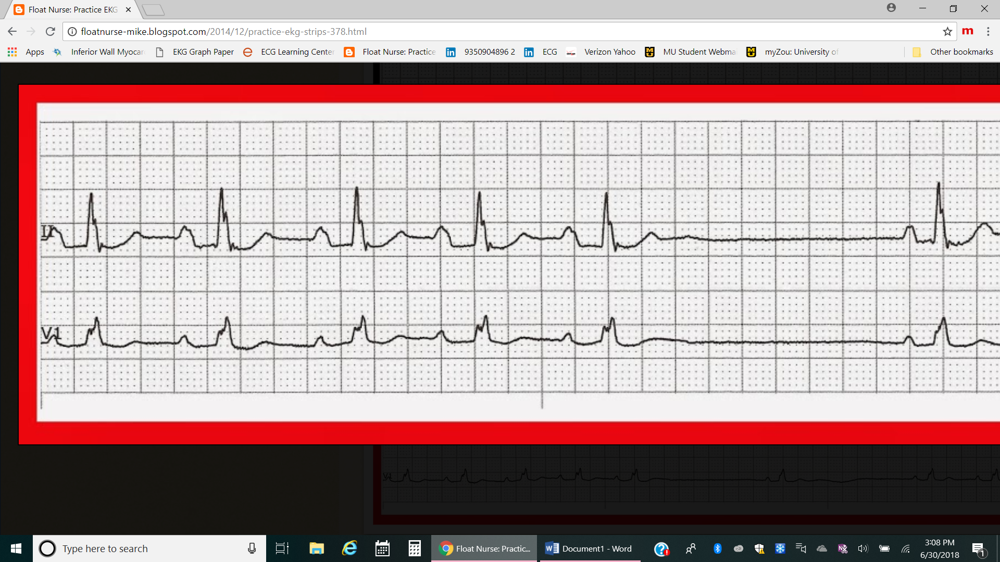 Float Nurse: Practice EKG
floatnurse-mike.blogspot.com/2014/12/practice-ekg-strips-378.html
m
Apps
Inferior Wall Myocar
EKG Graph Paper
ECG Learning Center
Float Nurse: Practice
in
9350904896 2
in
ECG
Verizon Yahoo
MU Student Webmai
myZou: University of
Other bookmarks
II
V1
V1
Type here to search
Float Nurse: Practic...
Document1 - Word
3:08 PM
6/30/2018
1